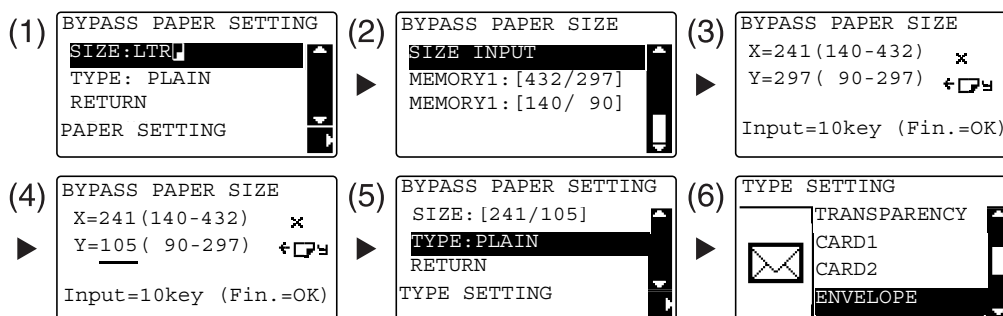 (1)
BYPASS PAPER SETTING
SIZE:LTR
TYPE: PLAIN
RETURN
PAPER SETTING
(2)
BYPASS PAPER SIZE
SIZE INPUT
MEMORY1:[432/297]
MEMORY1:[140/ 90]
(3)
BYPASS PAPER SIZE
X=241(140-432) x
Y=297( 90-297) y
Input=10key (Fin.=OK)
(4)
BYPASS PAPER SIZE
X=241(140-432) x
Y=105( 90-297) y
Input=10key (Fin.=OK)
(5)
BYPASS PAPER SETTING
SIZE:[241/105]
TYPE:PLAIN
RETURN
TYPE SETTING
(6)
TYPE SETTING
TRANSPARENCY
CARD1
CARD2
ENVELOPE